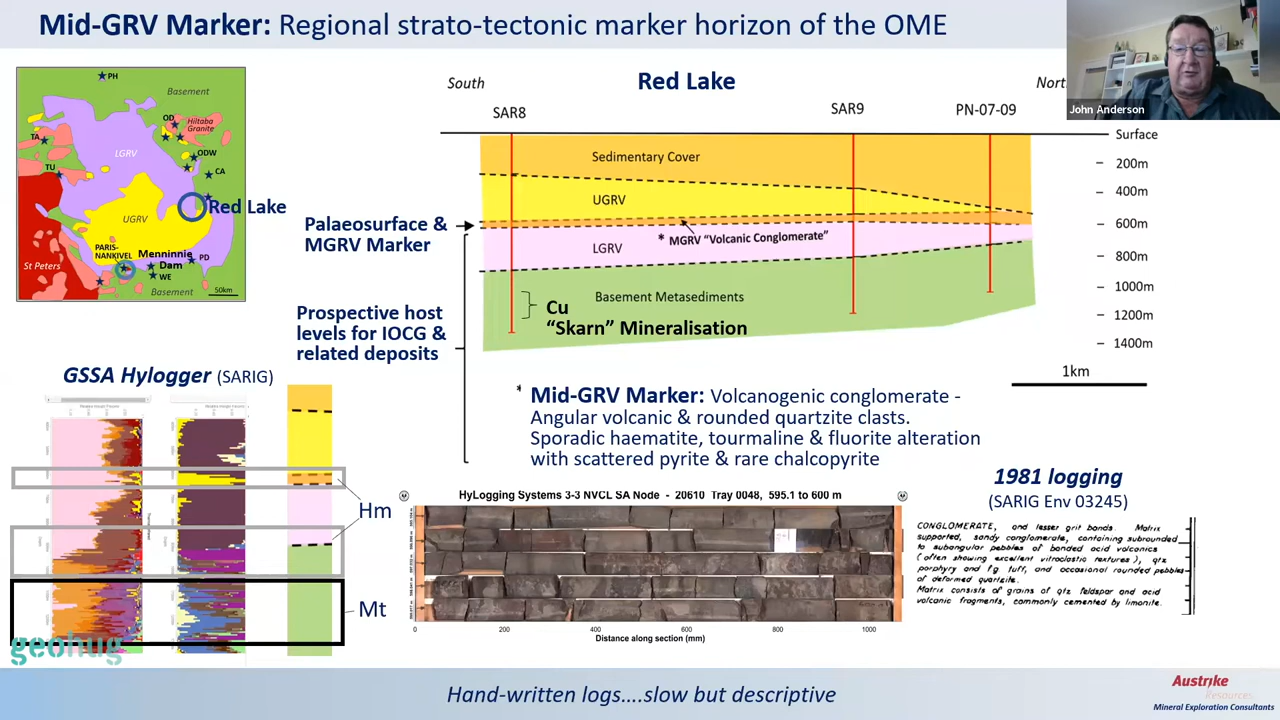 Mid-GRV Marker: Regional strato-tectonic marker horizon of the OME
John Anderson
PH
Basement
OD
Hiltaba
Granite
TA
LGRV
ODW
TU
CA
Red Lake
UGRV
PARIS-
NANKIVEL
Menninnie
Dam
PD
WE
St Peters
Basement
50km
South
Red Lake
SAR8
SAR9
PN-07-09
Surface
Sedimentary Cover
200m
400m
UGRV
600m
* MGRV "Volcanic Conglomerate"
LGRV
800m
Basement Metasediments
1000m
1200m
1400m
Cu
"Skarn" Mineralisation
1km
Palaeosurface &
MGRV Marker
Prospective host
levels for IOCG &
related deposits
* Mid-GRV Marker: Volcanogenic conglomerate -
Angular volcanic & rounded quartzite clasts.
Sporadic haematite, tourmaline & fluorite alteration
with scattered pyrite & rare chalcopyrite
GSSA Hylogger (SARIG)
Hm
Mt
HyLogging Systems 3-3 NVCL SA Node - 20610 Tray 0048, 595.1 to 600 m
0 200 400 600 800 1000
Distance along section (mm)
1981 logging
(SARIG Env 03245)
CONGLOMERATE, and lesser grit bands. Matrix
supported, sandy conglomerate, containing subrounded
to subangular pebbles of banded acid volcanics
(often showing excellent vitroclastic textures), qtz
porphyry and f.g. tuff, and occasional rounded pebbles
of deformed quartzite.
Matrix consists of grains of qtz feldspar and acid
volcanic fragments, commonly cemented by limonite.
geohug
Hand-written logs....slow but descriptive
Austrike
Resources
Mineral Exploration Consultants